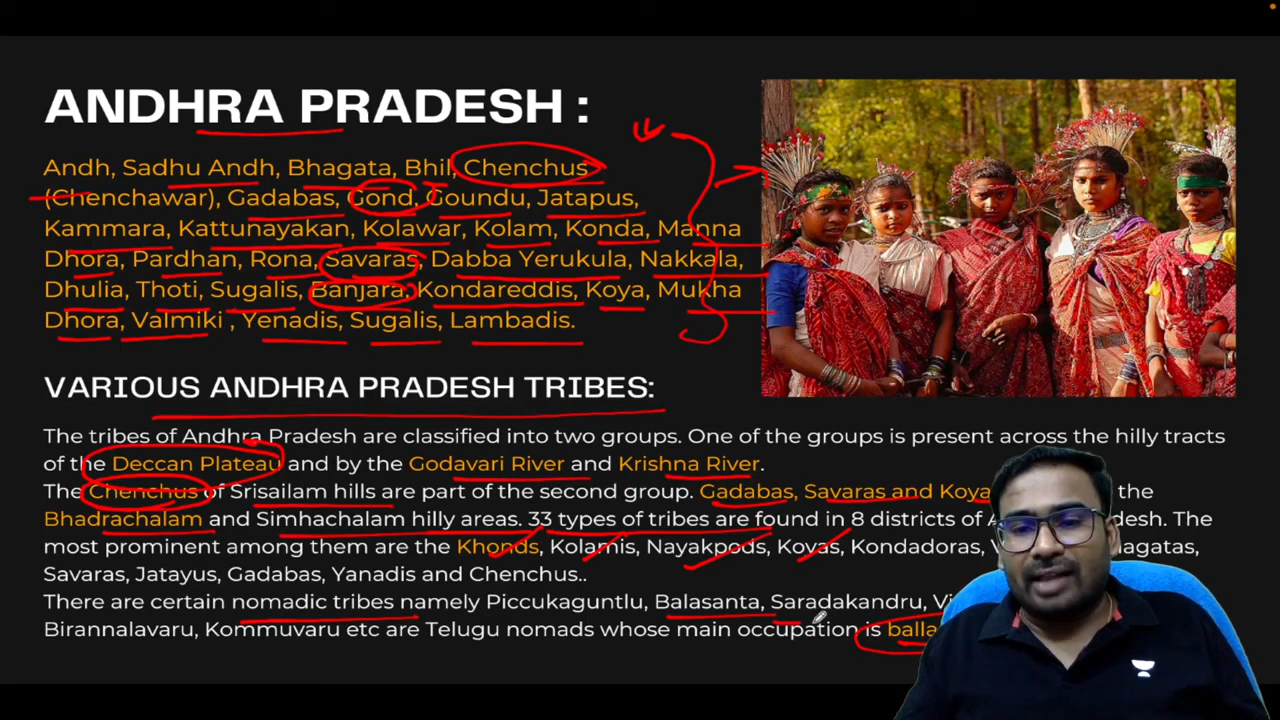 ANDHRA PRADESH :
Andh, Sadhu Andh, Bhagata, Bhil, Chenchus
(Chenchawar), Gadabas, Gond, Goundu, Jatapus,
Kammara, Kattunayakan, Kolawar, Kolam, Konda, Manna
Dhora, Pardhan, Rona, Savaras, Dabba Yerukula, Nakkala,
Dhulia, Thoti, Sugalis, Banjara, Kondareddis, Koya, Mukha
Dhora, Valmiki , Yenadis, Sugalis, Lambadis.
VARIOUS ANDHRA PRADESH TRIBES:
The tribes of Andhra Pradesh are classified into two groups. One of the groups is present across the hilly tracts
of the Deccan Plateau and by the Godavari River and Krishna River.
The Chenchus of Srisailam hills are part of the second group. Gadabas, Savaras and Koya the
Bhadrachalam and Simhachalam hilly areas. 33 types of tribes are found in 8 districts of The
most prominent among them are the Khonds, Kolamis, Nayakpods, Kovas, Kondadoras,
Savaras, Jatayus, Gadabas, Yanadis and Chenchus..
There are certain nomadic tribes namely Piccukaguntlu, Balasanta, Saradakandru,
Birannalavaru, Kommuvaru etc are Telugu nomads whose main occupation is